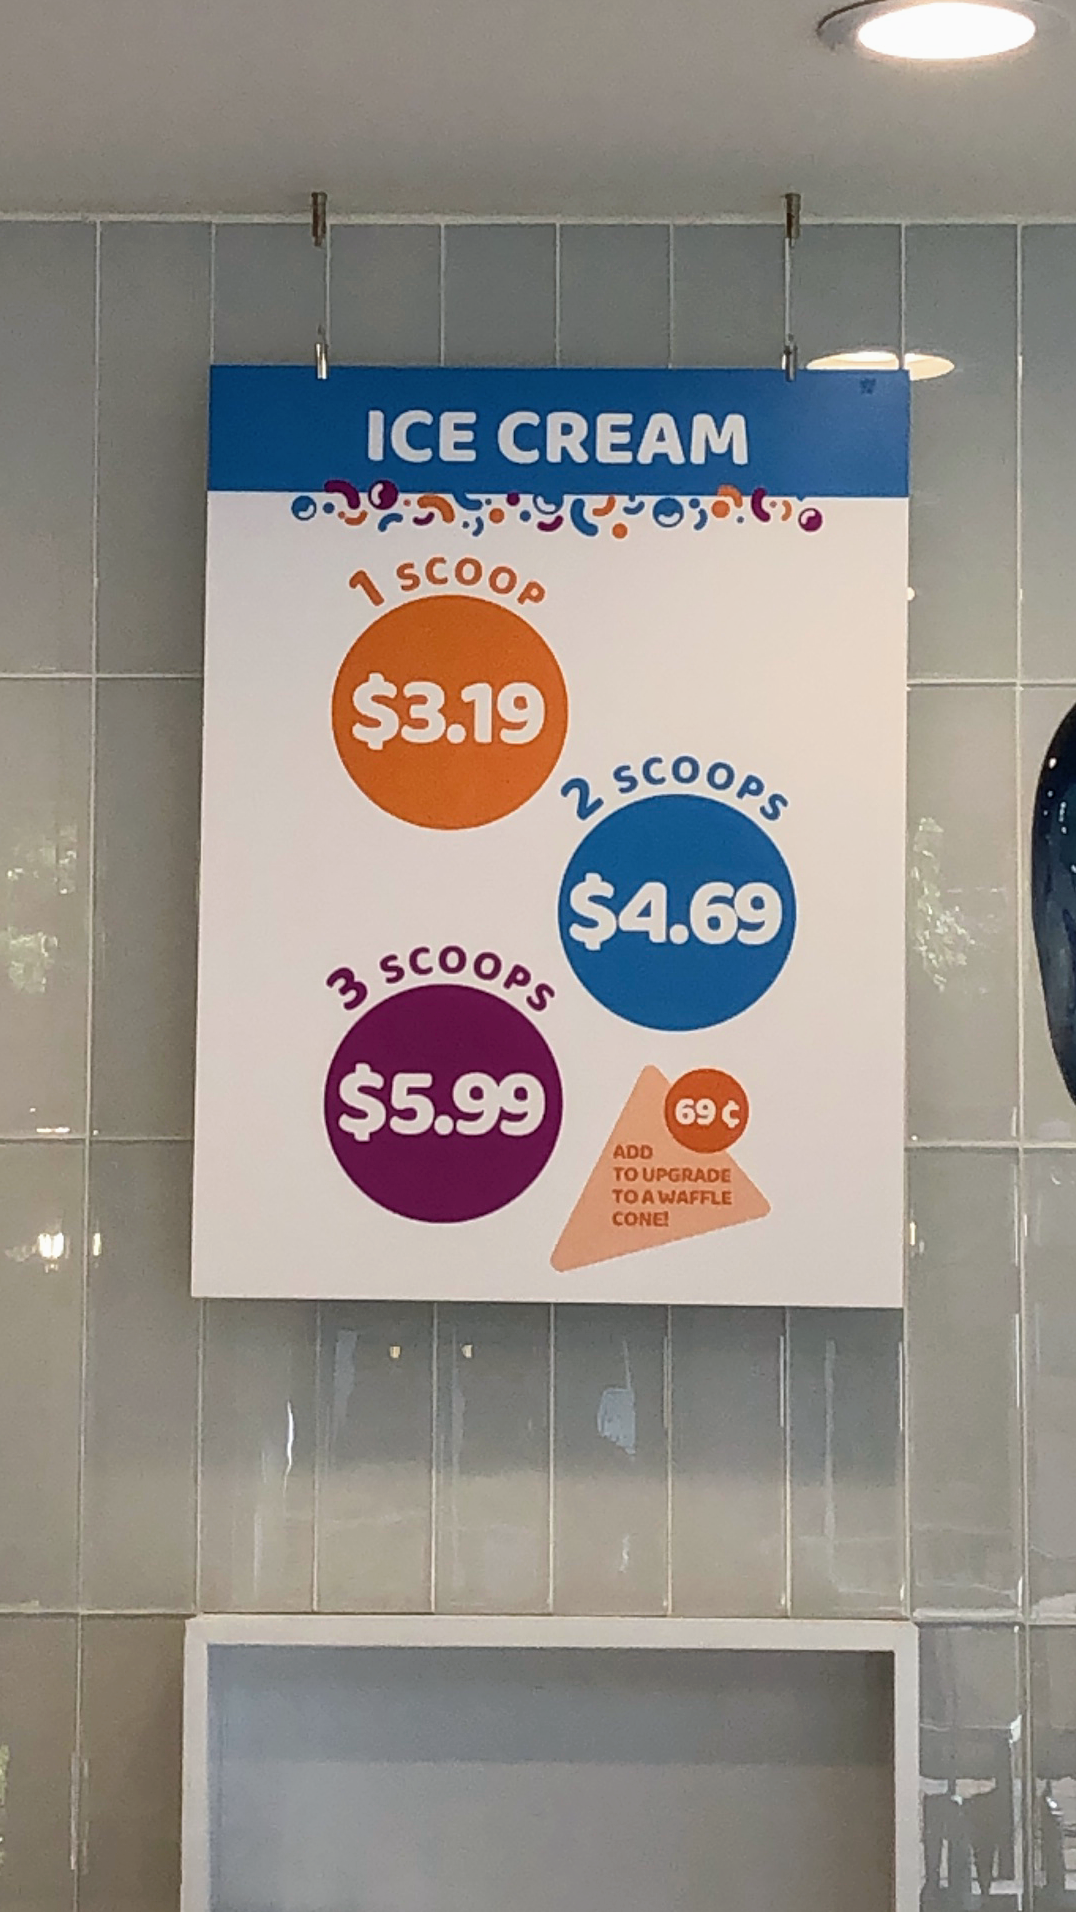 ICE CREAM
1 SCOOP
$3.19
2 SCOOPS
$4.69
3 SCOOPS
$5.99
69¢
ADD
TO UPGRADE
TO A WAFFLE
CONE!